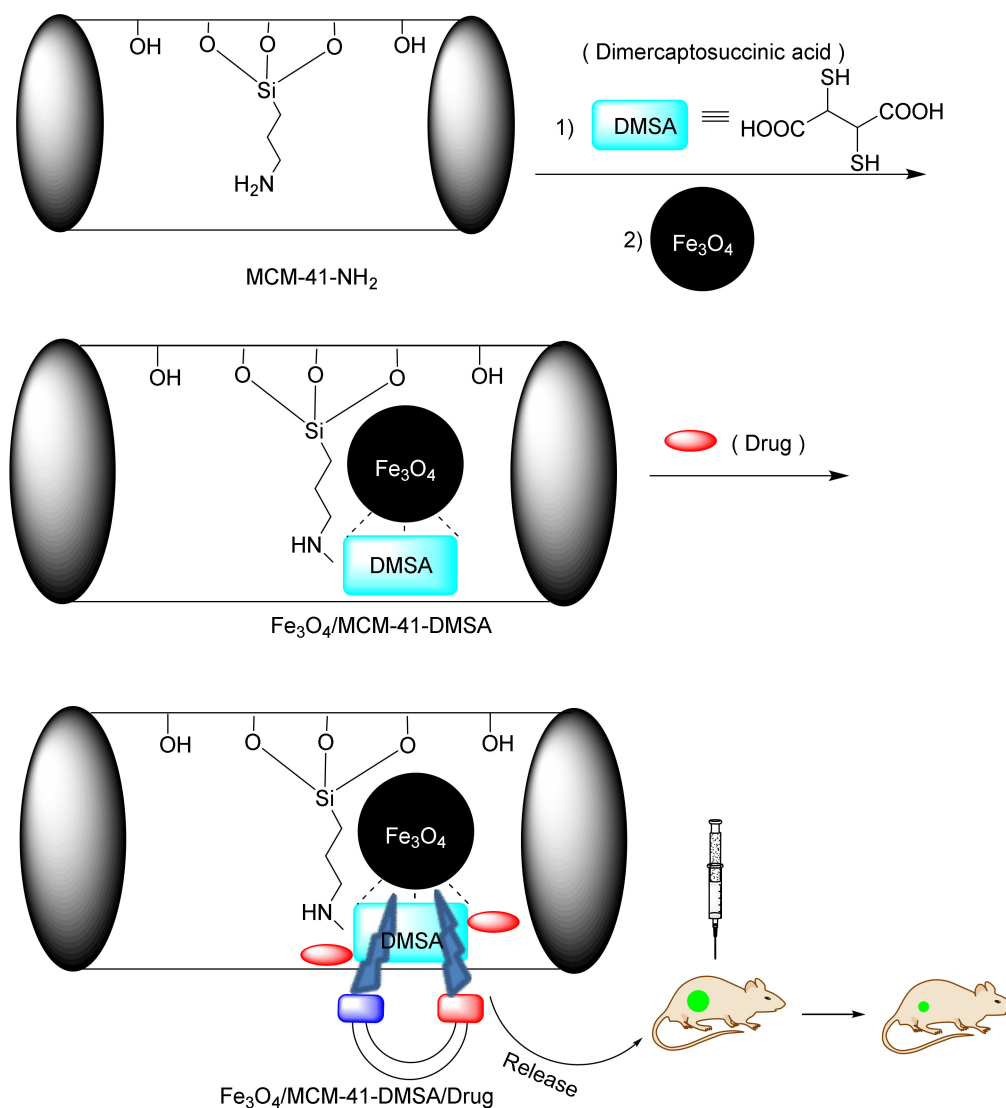 OH O O OH
Si
H₂N
MCM-41-NH₂
( Dimercaptosuccinic acid )
SH
1) DMSA HOOC COOH
SH
2) Fe₃O₄
OH O O O OH
Si
Fe₃O₄
HN
DMSA
Fe₃O₄/MCM-41-DMSA
( Drug )
OH O O O OH
Si
Fe₃O₄
HN
DMSA
Release
Fe₃O₄/MCM-41-DMSA/Drug